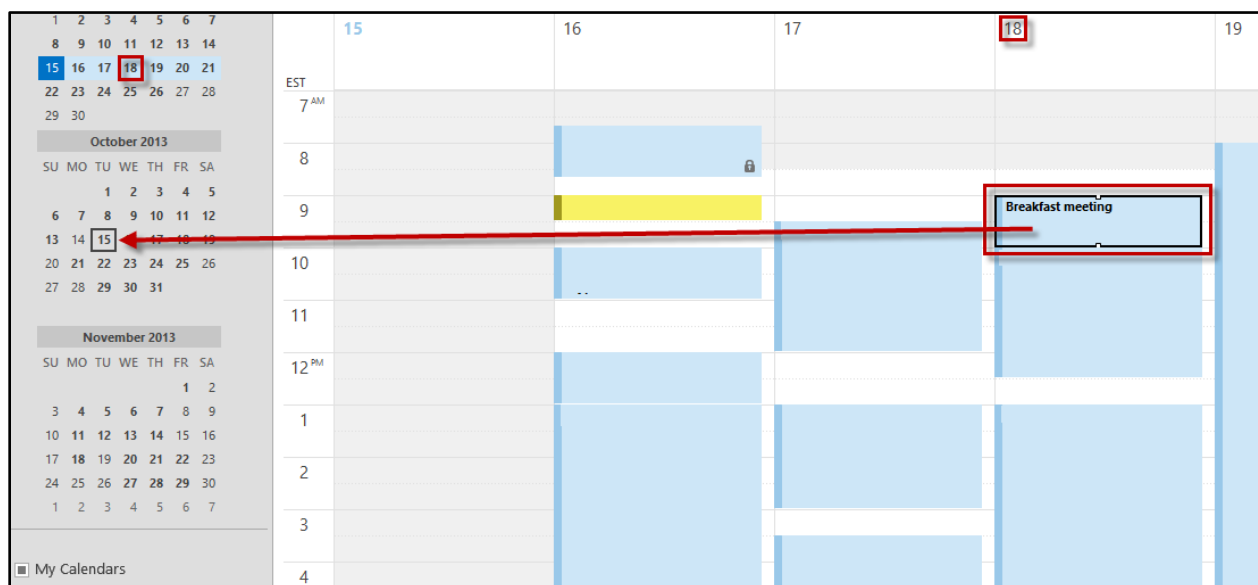 1 2 3 4 5 6 7
8 9 10 11 12 13 14
15 16 17 18 19 20 21
22 23 24 25 26 27 28
29 30
October 2013
SU MO TU WE TH FR SA
1 2 3 4 5
6 7 8 9 10 11 12
13 14 15 17 18 19
20 21 22 23 24 25 26
27 28 29 30 31
November 2013
SU MO TU WE TH FR SA
1 2
3 4 5 6 7 8 9
10 11 12 13 14 15 16
17 18 19 20 21 22 23
24 25 26 27 28 29 30
1 2 3 4 5 6 7
My Calendars
15 16 17 18 19
EST
7 AM
8
9
Breakfast meeting
10
11
12 PM
1
2
3
4